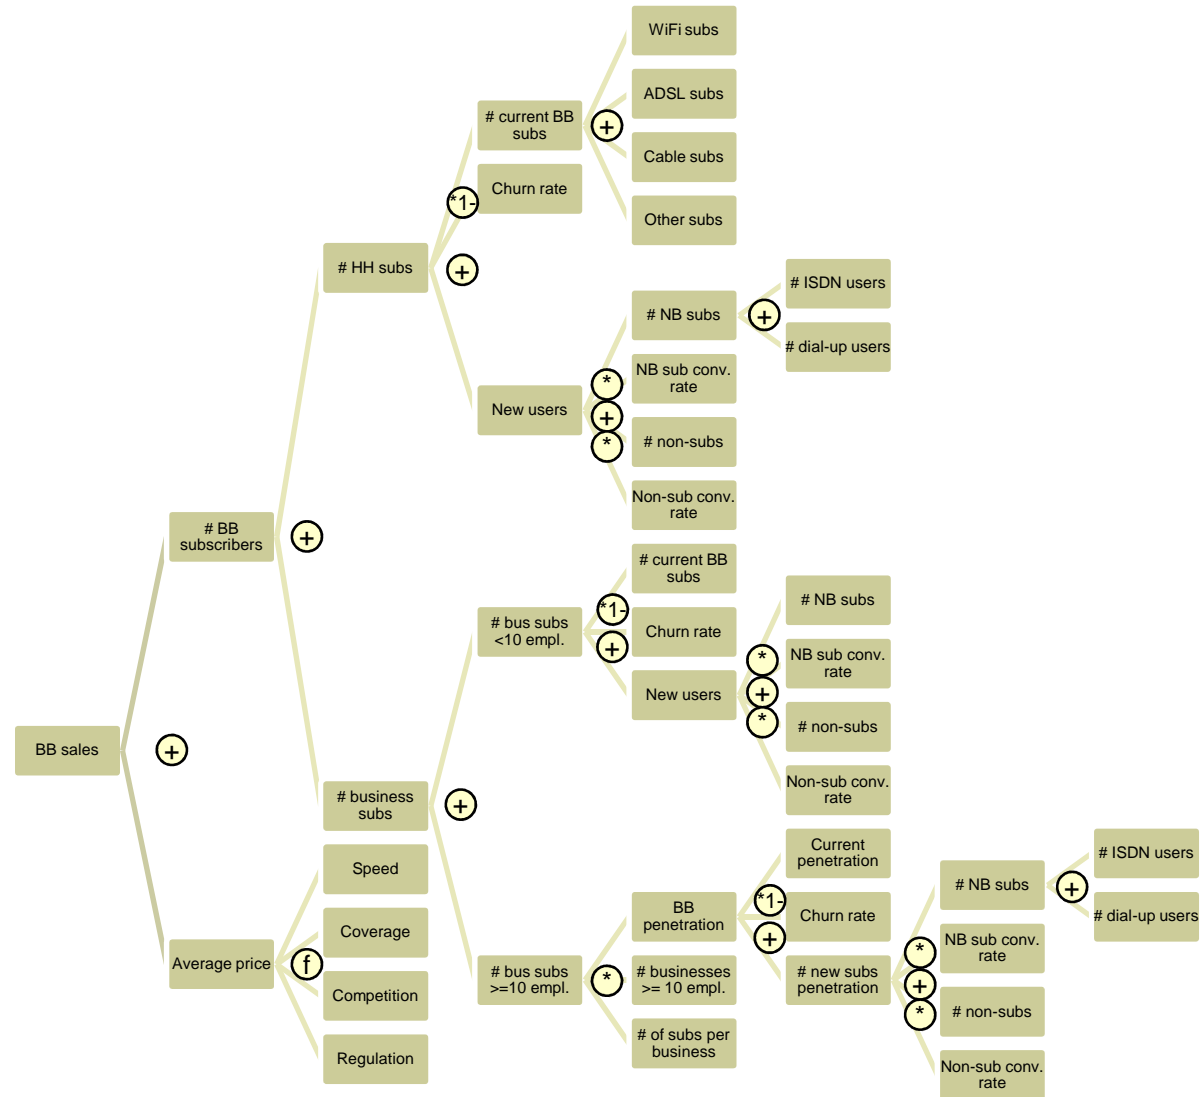 WiFi subs
ADSL subs
# current BB
subs
+
Cable subs
Churn rate
*1-
Other subs
# HH subs
+
# ISDN users
# NB subs
+
# dial-up users
NB sub conv.
rate
*
New users
+
*
# non-subs
Non-sub conv.
rate
# BB
subscribers
+
# current BB
subs
# NB subs
*1-
# bus subs
<10 empl.
Churn rate
+
*
NB sub conv.
rate
New users
+
*
# non-subs
BB sales
+
Non-sub conv.
rate
# business
subs
+
Current
penetration
# ISDN users
Speed
# NB subs
+
*1-
BB
penetration
Churn rate
# dial-up users
Coverage
+
NB sub conv.
rate
*
Average price
f
# bus subs
>=10 empl.
*
# businesses
>= 10 empl.
# new subs
penetration
+
Competition
*
# non-subs
# of subs per
business
Regulation
Non-sub conv.
rate